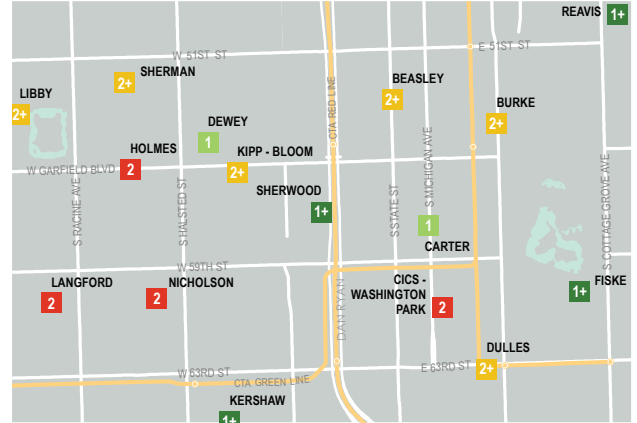 REAVIS
1+
W 51ST ST
E 51ST ST
SHERMAN
2+
LIBBY
2+
BEASLEY
2+
BURKE
2+
CTA RED LINE
DEWEY
1
HOLMES
2
KIPP - BLOOM
2+
W GARFIELD BLVD
SHERWOOD
1+
S RACINE AVE
S HALSTED ST
S STATE ST
S MICHIGAN AVE
S COTTAGE GROVE AVE
1
CARTER
W 59TH ST
LANGFORD
2
NICHOLSON
2
CICS -
WASHINGTON
PARK
2
FISKE
1+
DAN RYAN
DULLES
2+
W 63RD ST
E 63RD ST
CTA GREEN LINE
KERSHAW
1+